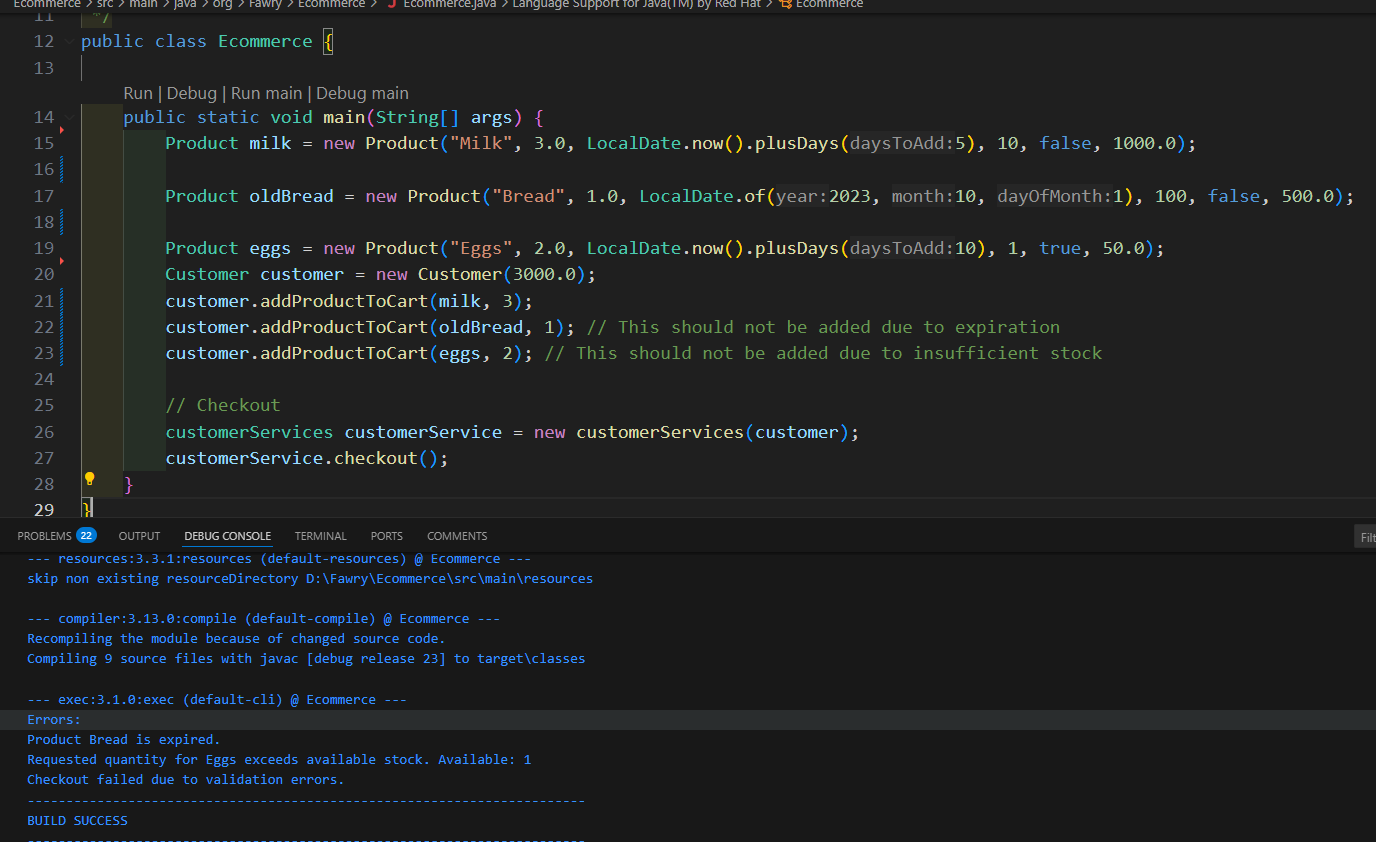 Ecommerce > src > main > java > org > Fawry > Ecommerce > J Ecommerce.java > Language Support for Java(TM) by Red Hat > Ecommerce
11 */
12 public class Ecommerce {
13
Run | Debug | Run main | Debug main
14 public static void main(String[] args) {
15 Product milk = new Product("Milk", 3.0, LocalDate.now().plusDays(daysToAdd:5), 10, false, 1000.0);
16
17 Product oldBread = new Product("Bread", 1.0, LocalDate.of(year:2023, month:10, dayOfMonth:1), 100, false, 500.0);
18
19 Product eggs = new Product("Eggs", 2.0, LocalDate.now().plusDays(daysToAdd:10), 1, true, 50.0);
20 Customer customer = new Customer(3000.0);
21 customer.addProductToCart(milk, 3);
22 customer.addProductToCart(oldBread, 1); // This should not be added due to expiration
23 customer.addProductToCart(eggs, 2); // This should not be added due to insufficient stock
24
25 // Checkout
26 customerServices customerService = new customerServices(customer);
27 customerService.checkout();
28 }
29 }
PROBLEMS 22 OUTPUT DEBUG CONSOLE TERMINAL PORTS COMMENTS
--- resources:3.3.1:resources (default-resources) @ Ecommerce ---
skip non existing resourceDirectory D:\Fawry\Ecommerce\src\main\resources
--- compiler:3.13.0:compile (default-compile) @ Ecommerce ---
Recompiling the module because of changed source code.
Compiling 9 source files with javac [debug release 23] to target\classes
--- exec:3.1.0:exec (default-cli) @ Ecommerce ---
Errors:
Product Bread is expired.
Requested quantity for Eggs exceeds available stock. Available: 1
Checkout failed due to validation errors.
------------------------------------------------------------------------
BUILD SUCCESS
------------------------------------------------------------------------